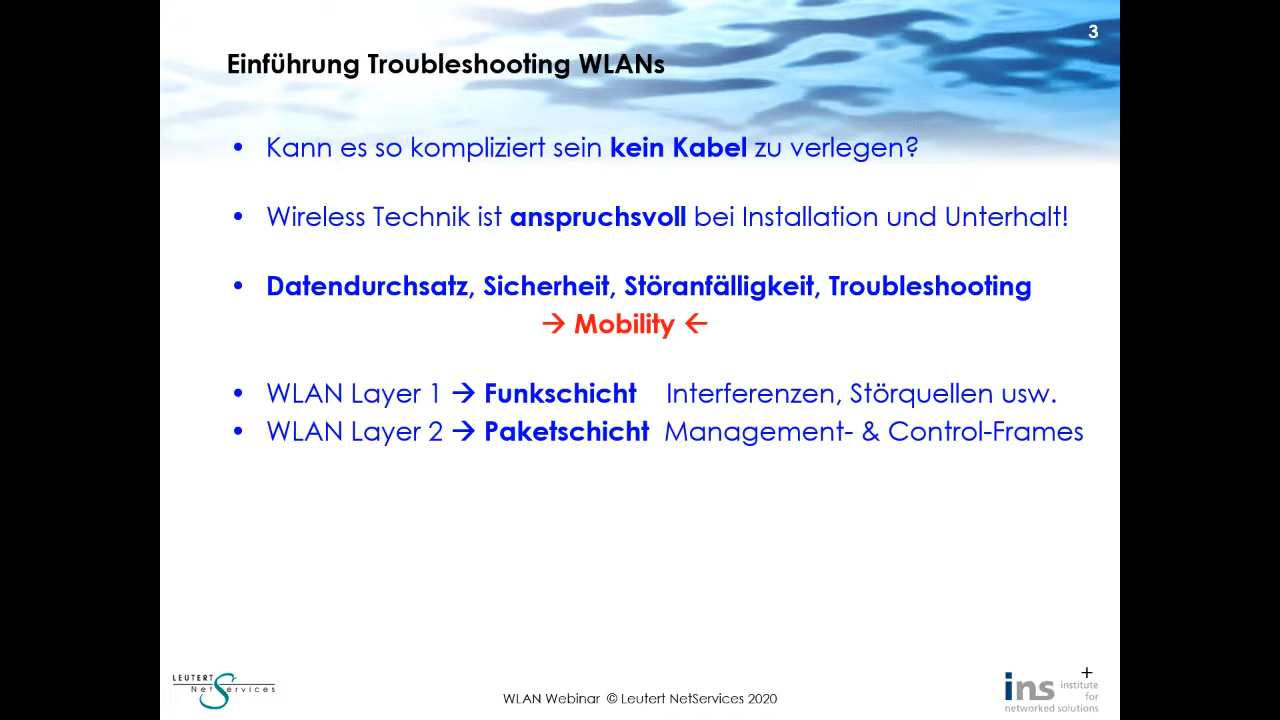 3
Einführung Troubleshooting WLANs
• Kann es so kompliziert sein kein Kabel zu verlegen?
• Wireless Technik ist anspruchsvoll bei Installation und Unterhalt!
• Datendurchsatz, Sicherheit, Störanfälligkeit, Troubleshooting
→ Mobility ←
• WLAN Layer 1 → Funkschicht Interferenzen, Störquellen usw.
• WLAN Layer 2 → Paketschicht Management- & Control-Frames
LEUTERT
NetServices
WLAN Webinar © Leutert NetServices 2020
ins institute
for
networked solutions